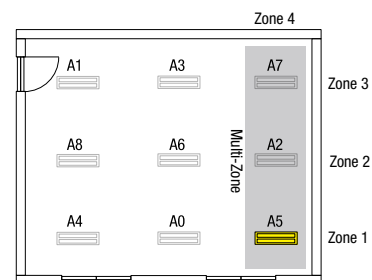 Zone 4
A1 A3 A7
Zone 3
A8 A6 A2
Zone 2
Multi-Zone
A4 A0 A5
Zone 1